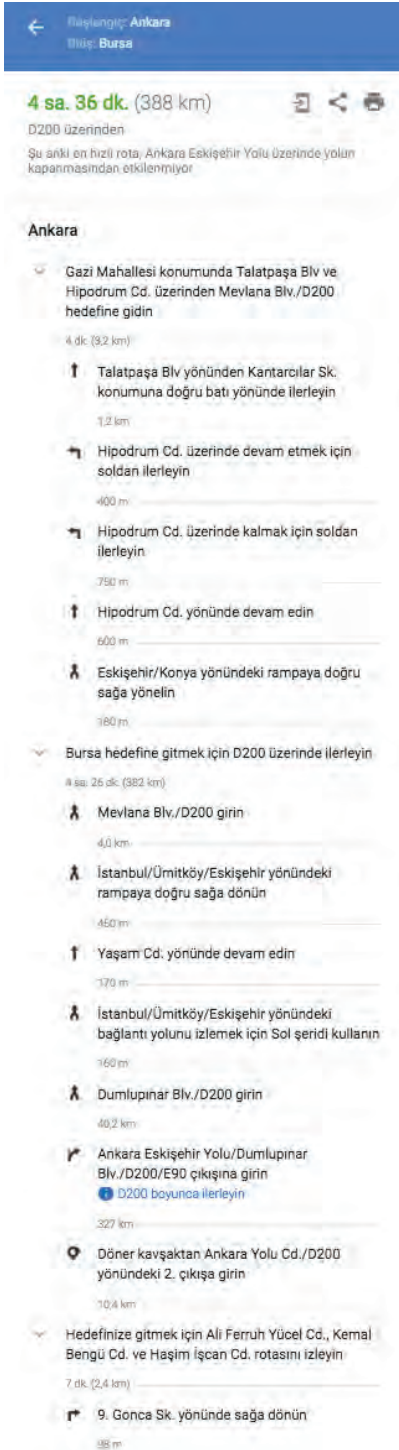 Başlangıç: Ankara
Bitiş: Bursa
4 sa. 36 dk. (388 km)
D200 üzerinden
Şu anki en hızlı rota, Ankara Eskişehir Yolu üzerinde yolun
kapanmasından etkilenmiyor
Ankara
Gazi Mahallesi konumunda Talatpaşa Blv ve
Hipodrum Cd. üzerinden Mevlana Blv./D200
hedefine gidin
4 dk. (3,2 km)
Talatpaşa Blv yönünden Kantarcılar Sk.
konumuna doğru batı yönünde ilerleyin
1,2 km
Hipodrum Cd. üzerinde devam etmek için
soldan ilerleyin
400 m
Hipodrum Cd. üzerinde kalmak için soldan
ilerleyin
750 m
Hipodrum Cd. yönünde devam edin
600 m
Eskişehir/Konya yönündeki rampaya doğru
sağa yönelin
180 m
Bursa hedefine gitmek için D200 üzerinde ilerleyin
4 sa. 26 dk. (382 km)
Mevlana Blv./D200 girin
4,0 km
İstanbul/Ümitköy/Eskişehir yönündeki
rampaya doğru sağa dönün
450 m
Yaşam Cd. yönünde devam edin
170 m
İstanbul/Ümitköy/Eskişehir yönündeki
bağlantı yolunu izlemek için Sol şeridi kullanın
160 m
Dumlupınar Blv./D200 girin
40,2 km
Ankara Eskişehir Yolu/Dumlupınar
Blv./D200/E90 çıkışına girin
D200 boyunca ilerleyin
327 km
Döner kavşaktan Ankara Yolu Cd./D200
yönündeki 2. çıkışa girin
10,4 km
Hedefinize gitmek için Ali Ferruh Yücel Cd., Kemal
Bengü Cd. ve Haşim İşcan Cd. rotasını izleyin
7 dk. (2,4 km)
9. Gonca Sk. yönünde sağa dönün
98 m